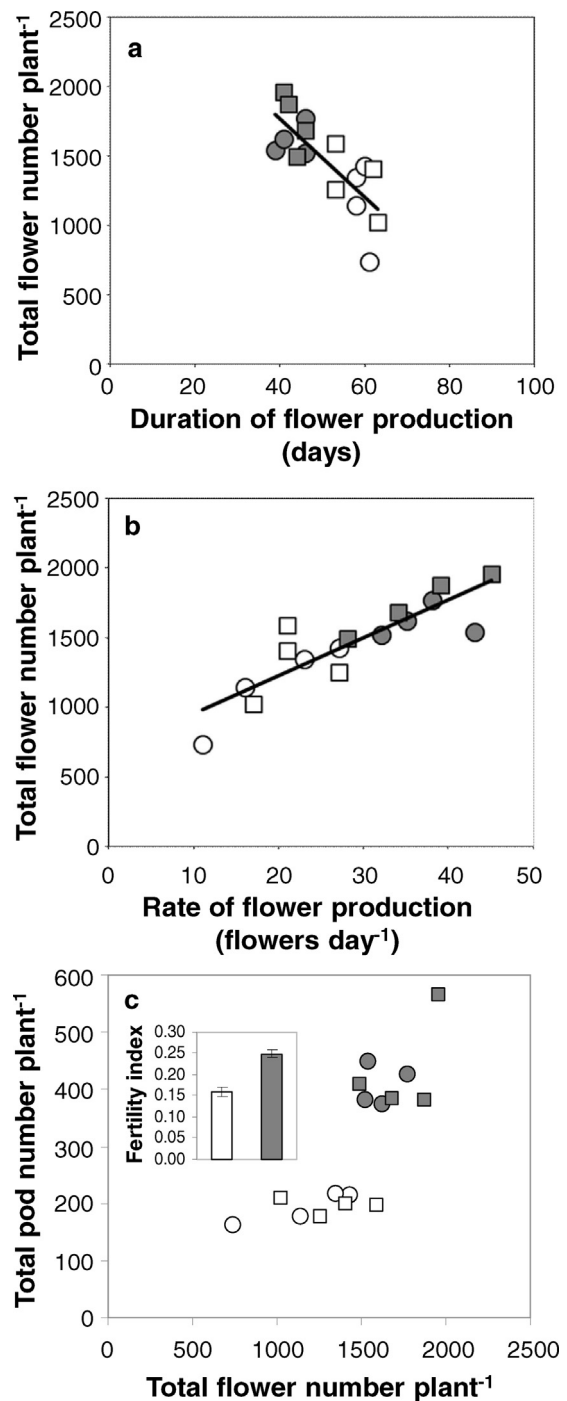 a
Total flower number plant⁻¹
2500
2000
1500
1000
500
0
0 20 40 60 80 100
Duration of flower production
(days)
b
Total flower number plant⁻¹
2500
2000
1500
1000
500
0
0 10 20 30 40 50
Rate of flower production
(flowers day⁻¹)
c
Total pod number plant⁻¹
600
500
400
300
200
100
0
Fertility index
0.30
0.25
0.20
0.15
0.10
0.05
0.00
0 500 1000 1500 2000 2500
Total flower number plant⁻¹